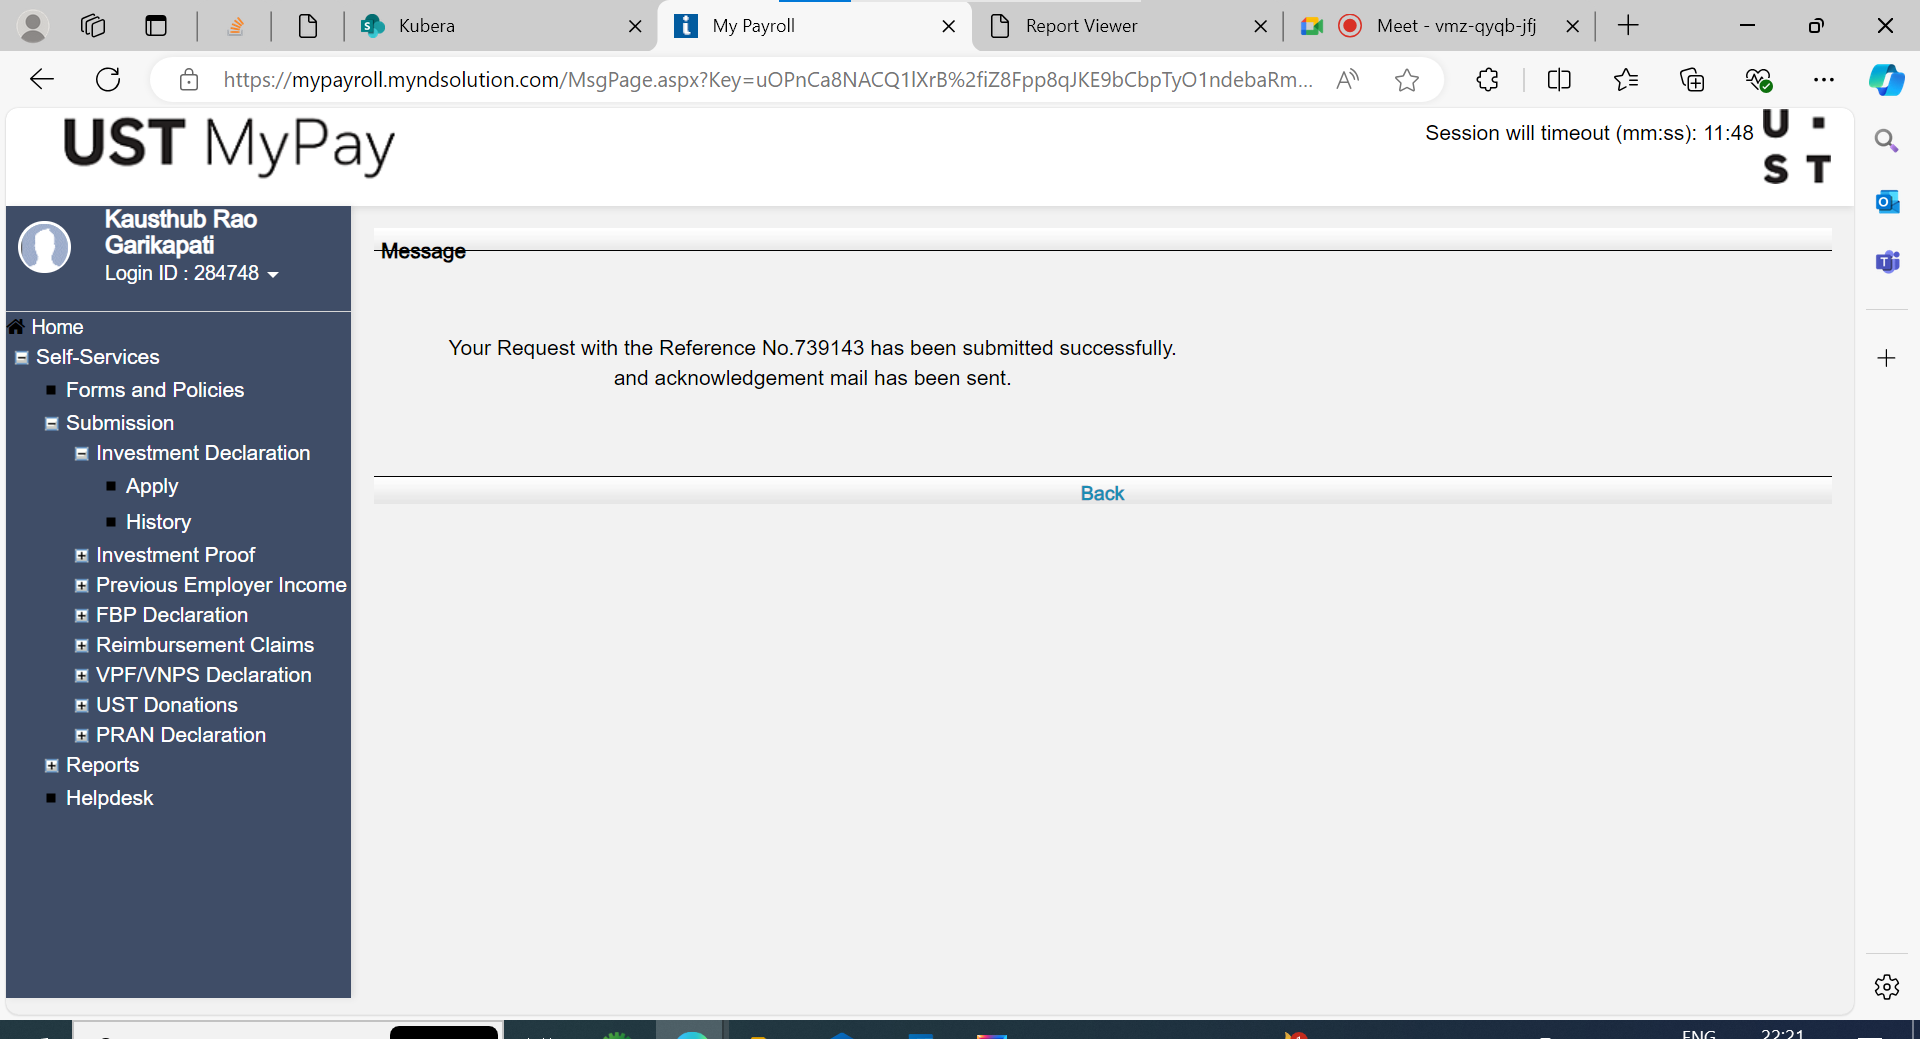 Kubera
My Payroll
Report Viewer
Meet - vmz-qyqb-jfj
https://mypayroll.myndsolution.com/MsgPage.aspx?Key=uOPnCa8NACQ1lXrB%2fiZ8Fpp8qJKE9bCbpTyO1ndebaRm...
UST MyPay
Session will timeout (mm:ss): 11:48
U
S T
Kausthub Rao
Garikapati
Login ID : 284748
Home
Self-Services
Forms and Policies
Submission
Investment Declaration
Apply
History
Investment Proof
Previous Employer Income
FBP Declaration
Reimbursement Claims
VPF/VNPS Declaration
UST Donations
PRAN Declaration
Reports
Helpdesk
Message
Your Request with the Reference No.739143 has been submitted successfully.
and acknowledgement mail has been sent.
Back
ENG
22:21